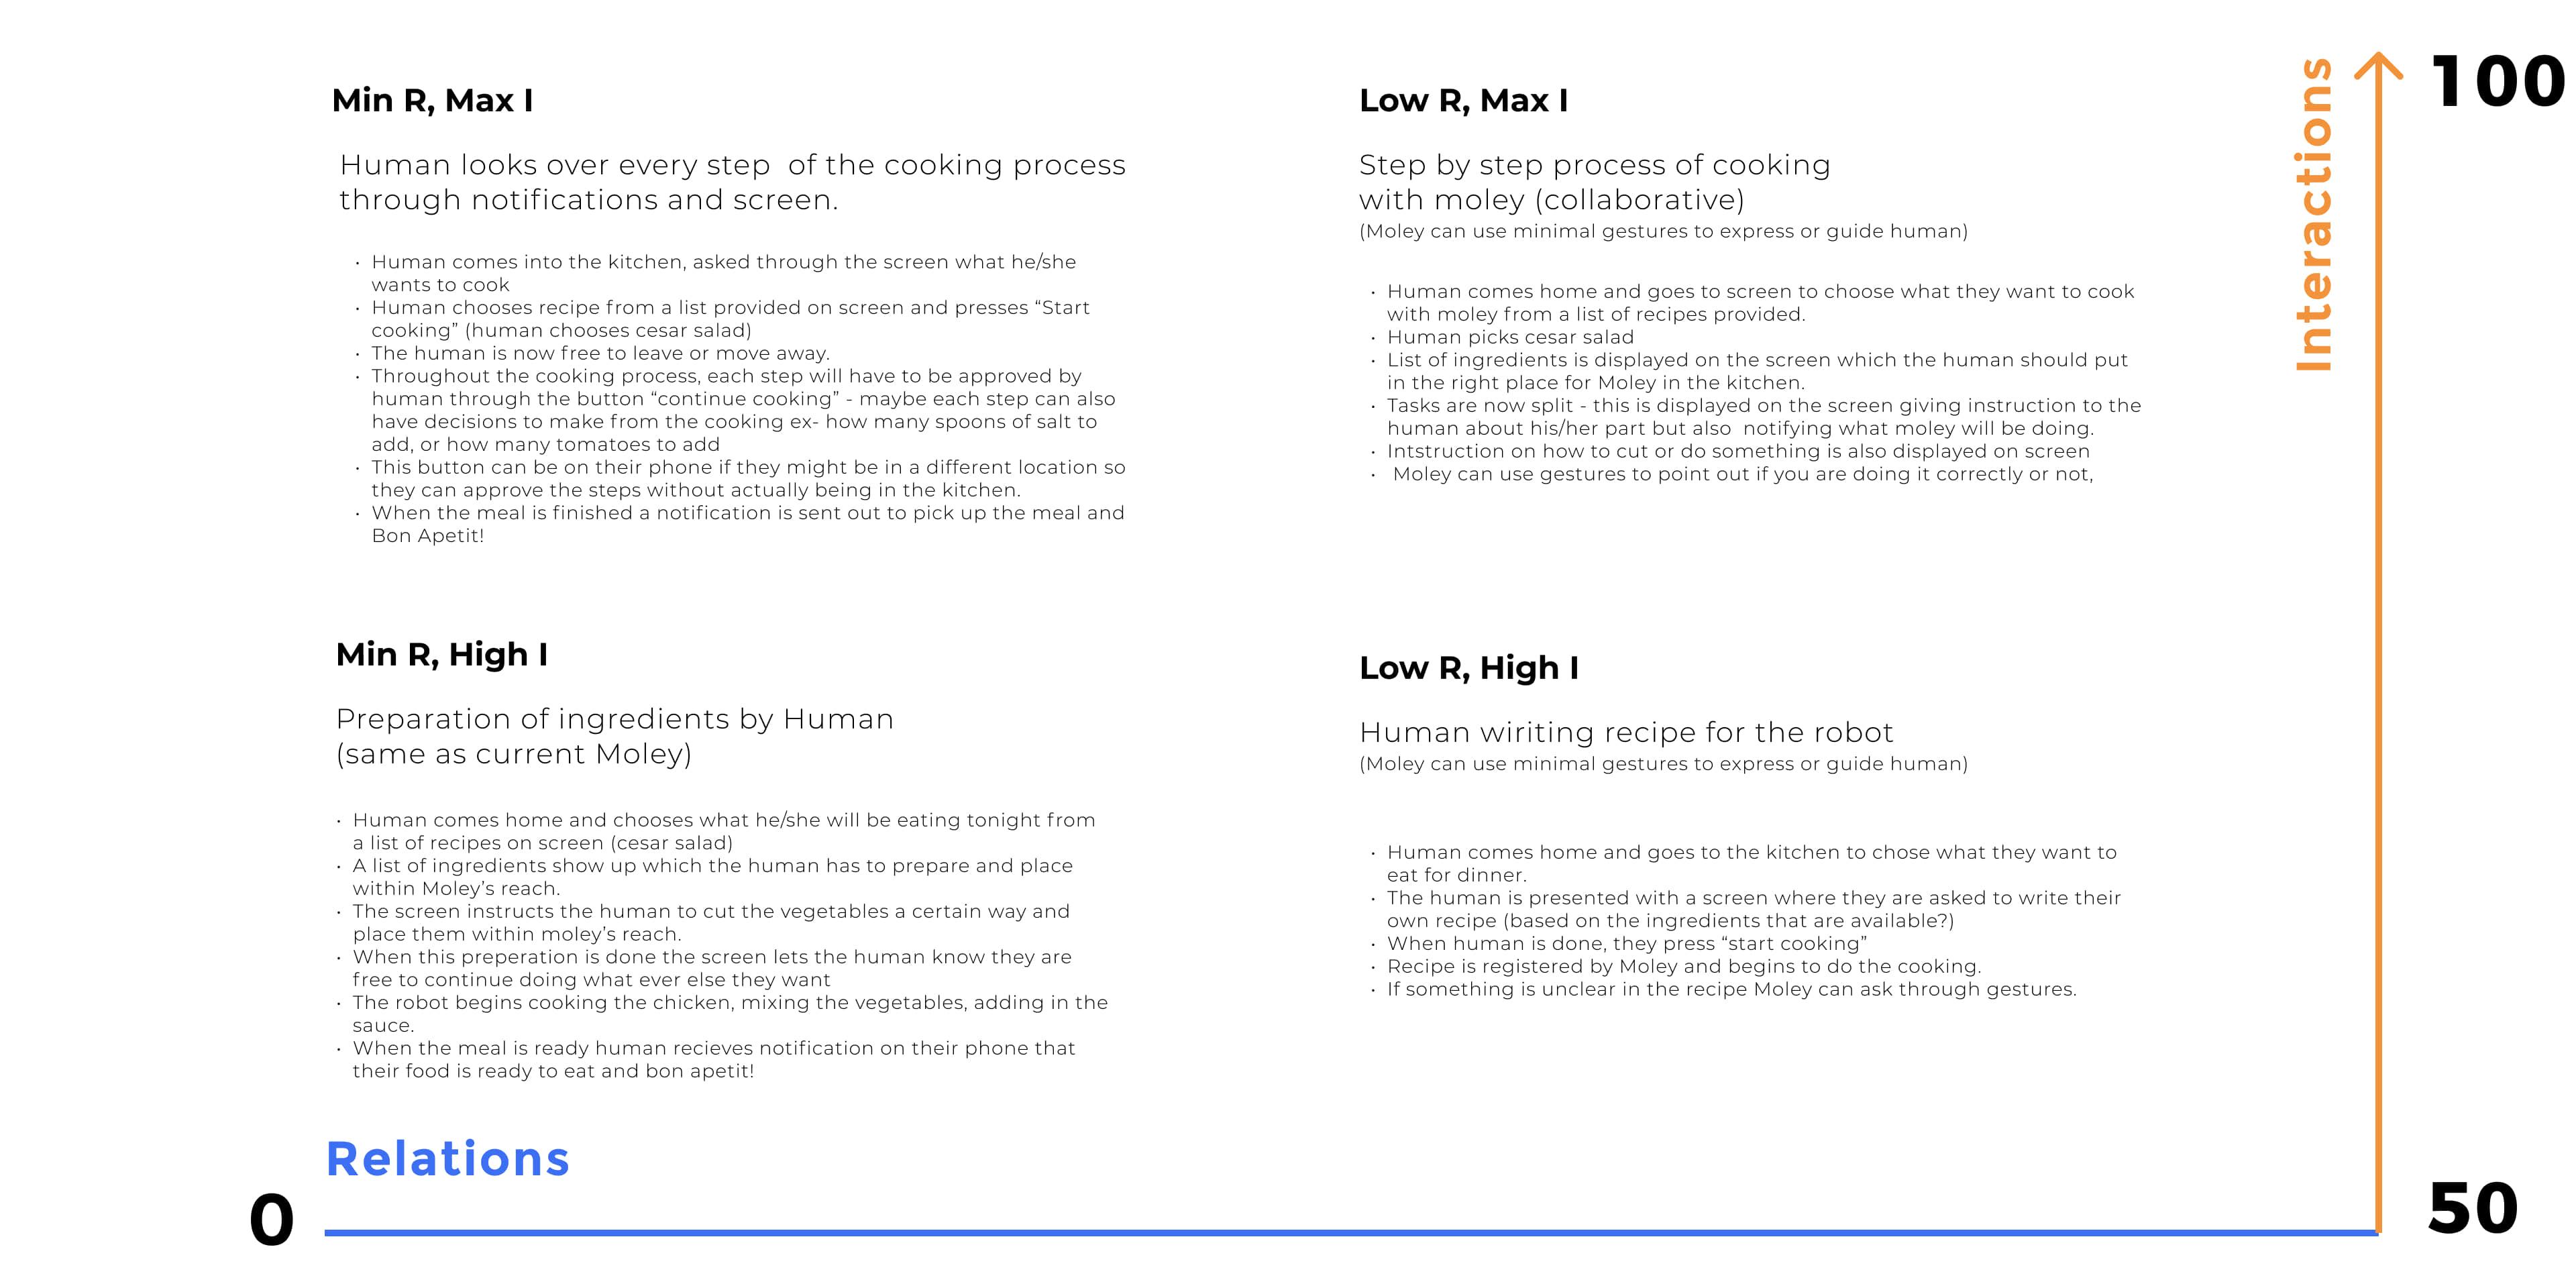 Min R, Max I
Human looks over every step of the cooking process
through notifications and screen.
• Human comes into the kitchen, asked through the screen what he/she
wants to cook
• Human chooses recipe from a list provided on screen and presses “Start
cooking” (human chooses cesar salad)
• The human is now free to leave or move away.
• Throughout the cooking process, each step will have to be approved by
human through the button “continue cooking” - maybe each step can also
have decisions to make from the cooking ex- how many spoons of salt to
add, or how many tomatoes to add
• This button can be on their phone if they might be in a different location so
they can approve the steps without actually being in the kitchen.
• When the meal is finished a notification is sent out to pick up the meal and
Bon Apetit!
Low R, Max I
Step by step process of cooking
with moley (collaborative)
(Moley can use minimal gestures to express or guide human)
• Human comes home and goes to screen to choose what they want to cook
with moley from a list of recipes provided.
• Human picks cesar salad
• List of ingredients is displayed on the screen which the human should put
in the right place for Moley in the kitchen.
• Tasks are now split - this is displayed on the screen giving instruction to the
human about his/her part but also notifying what moley will be doing.
• Intstruction on how to cut or do something is also displayed on screen
• Moley can use gestures to point out if you are doing it correctly or not,
Min R, High I
Preparation of ingredients by Human
(same as current Moley)
• Human comes home and chooses what he/she will be eating tonight from
a list of recipes on screen (cesar salad)
• A list of ingredients show up which the human has to prepare and place
within Moley’s reach.
• The screen instructs the human to cut the vegetables a certain way and
place them within moley’s reach.
• When this preperation is done the screen lets the human know they are
free to continue doing what ever else they want
• The robot begins cooking the chicken, mixing the vegetables, adding in the
sauce.
• When the meal is ready human recieves notification on their phone that
their food is ready to eat and bon apetit!
Low R, High I
Human wiriting recipe for the robot
(Moley can use minimal gestures to express or guide human)
• Human comes home and goes to the kitchen to chose what they want to
eat for dinner.
• The human is presented with a screen where they are asked to write their
own recipe (based on the ingredients that are available?)
• When human is done, they press “start cooking”
• Recipe is registered by Moley and begins to do the cooking.
• If something is unclear in the recipe Moley can ask through gestures.
Interactions
100
Relations
0
50